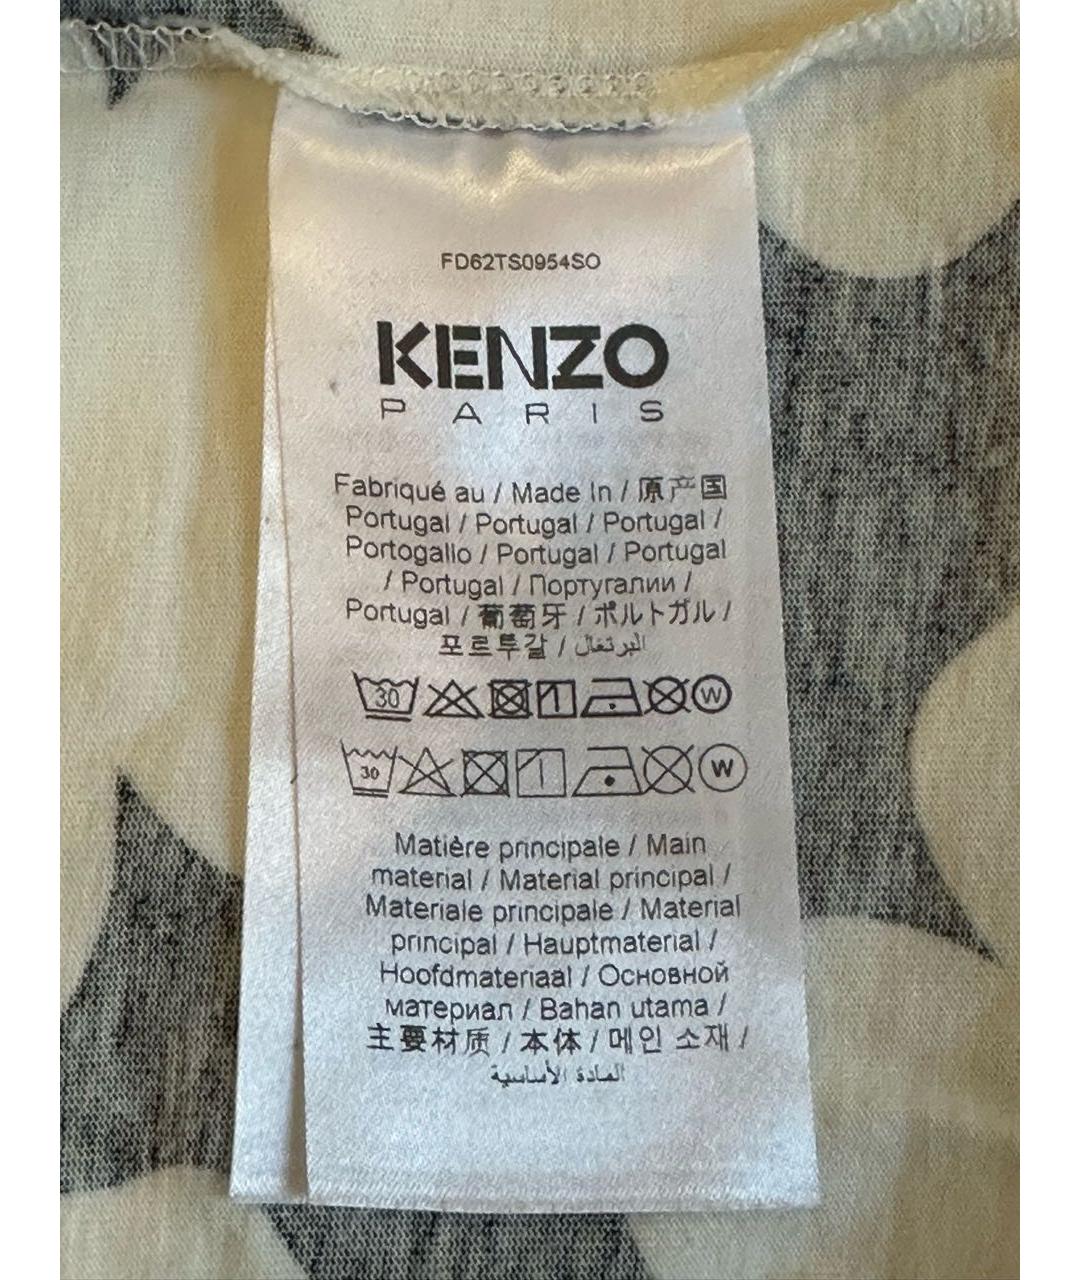 FD62TS0954SO
KENZO
PARIS
Fabriqué au / Made In / 原产国
Portugal / Portugal / Portugal /
Portogallo / Portugal / Portugal
/ Portugal / Португалии /
Portugal / 葡萄牙 / ポルトガル /
포르투갈 / البرتغال
30 W
30 W
Matière principale / Main
material / Material principal /
Materiale principale / Material
principal / Hauptmaterial /
Hoofdmateriaal / Основной
материал / Bahan utama /
主要材质 / 本体 / 메인 소재 /
المادة الأساسية